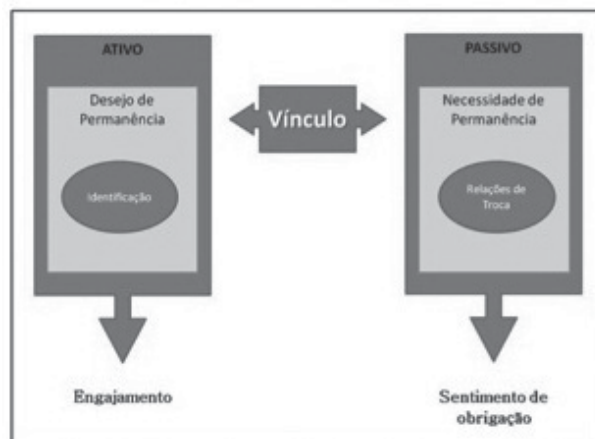 ATIVO
Desejo de
Permanência
Identificação
Engajamento
Vínculo
PASSIVO
Necessidade de
Permanência
Relações de
Troca
Sentimento de
obrigação